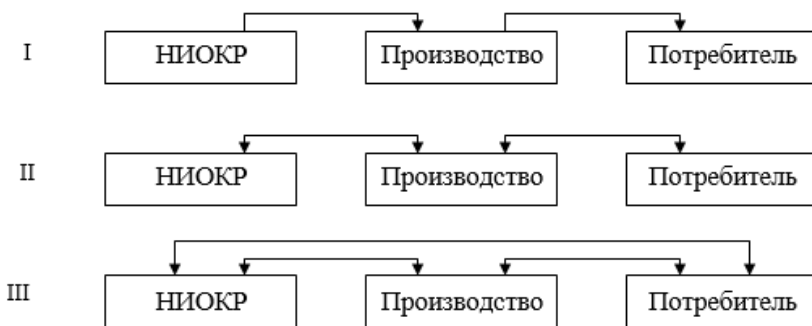 I НИОКР Производство Потребитель
II НИОКР Производство Потребитель
III НИОКР Производство Потребитель